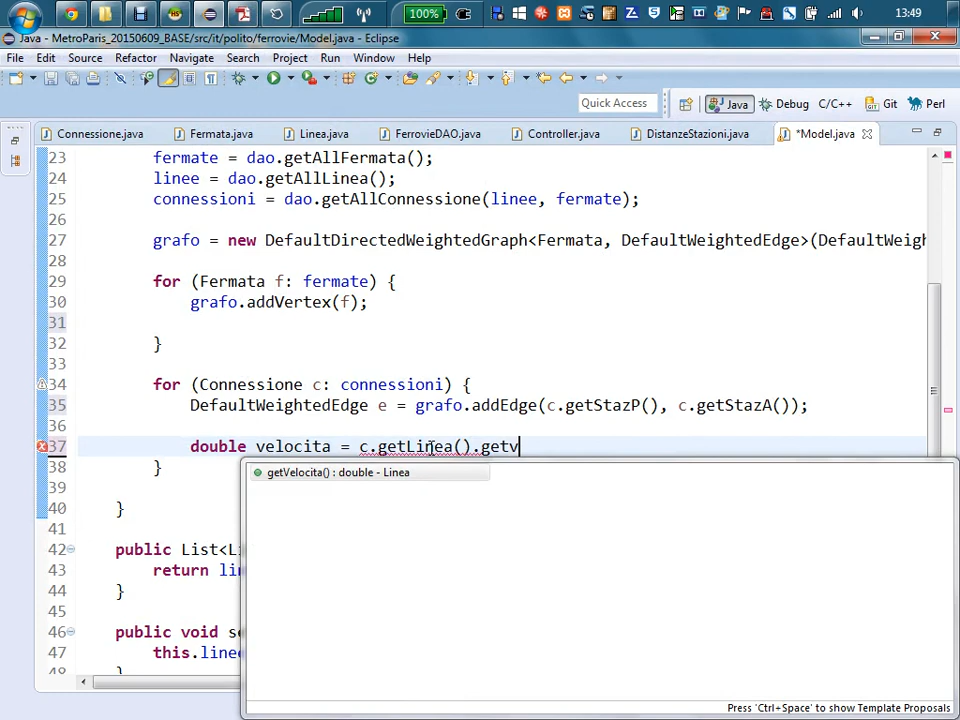 100%
13:49
Java - MetroParis_20150609_BASE/src/it/polito/ferrovie/Model.java - Eclipse
File Edit Source Refactor Navigate Search Project Run Window Help
Quick Access
Java Debug C/C++ Git Perl
Connessione.java Fermata.java Linea.java FerrovieDAO.java Controller.java DistanzeStazioni.java *Model.java
23 fermate = dao.getAllFermata();
24 linee = dao.getAllLinea();
25 connessioni = dao.getAllConnessione(linee, fermate);
26
27 grafo = new DefaultDirectedWeightedGraph<Fermata, DefaultWeightedEdge>(DefaultWeigh
28
29 for (Fermata f: fermate) {
30 grafo.addVertex(f);
31
32 }
33
34 for (Connessione c: connessioni) {
35 DefaultWeightedEdge e = grafo.addEdge(c.getStazP(), c.getStazA());
36
37 double velocita = c.getLinea().getv
38 }
getVelocita() : double - Linea
39
40 }
41
42 public List<L
43 return li
44 }
45
46 public void s
47 this.line
48 }
Press 'Ctrl+Space' to show Template Proposals